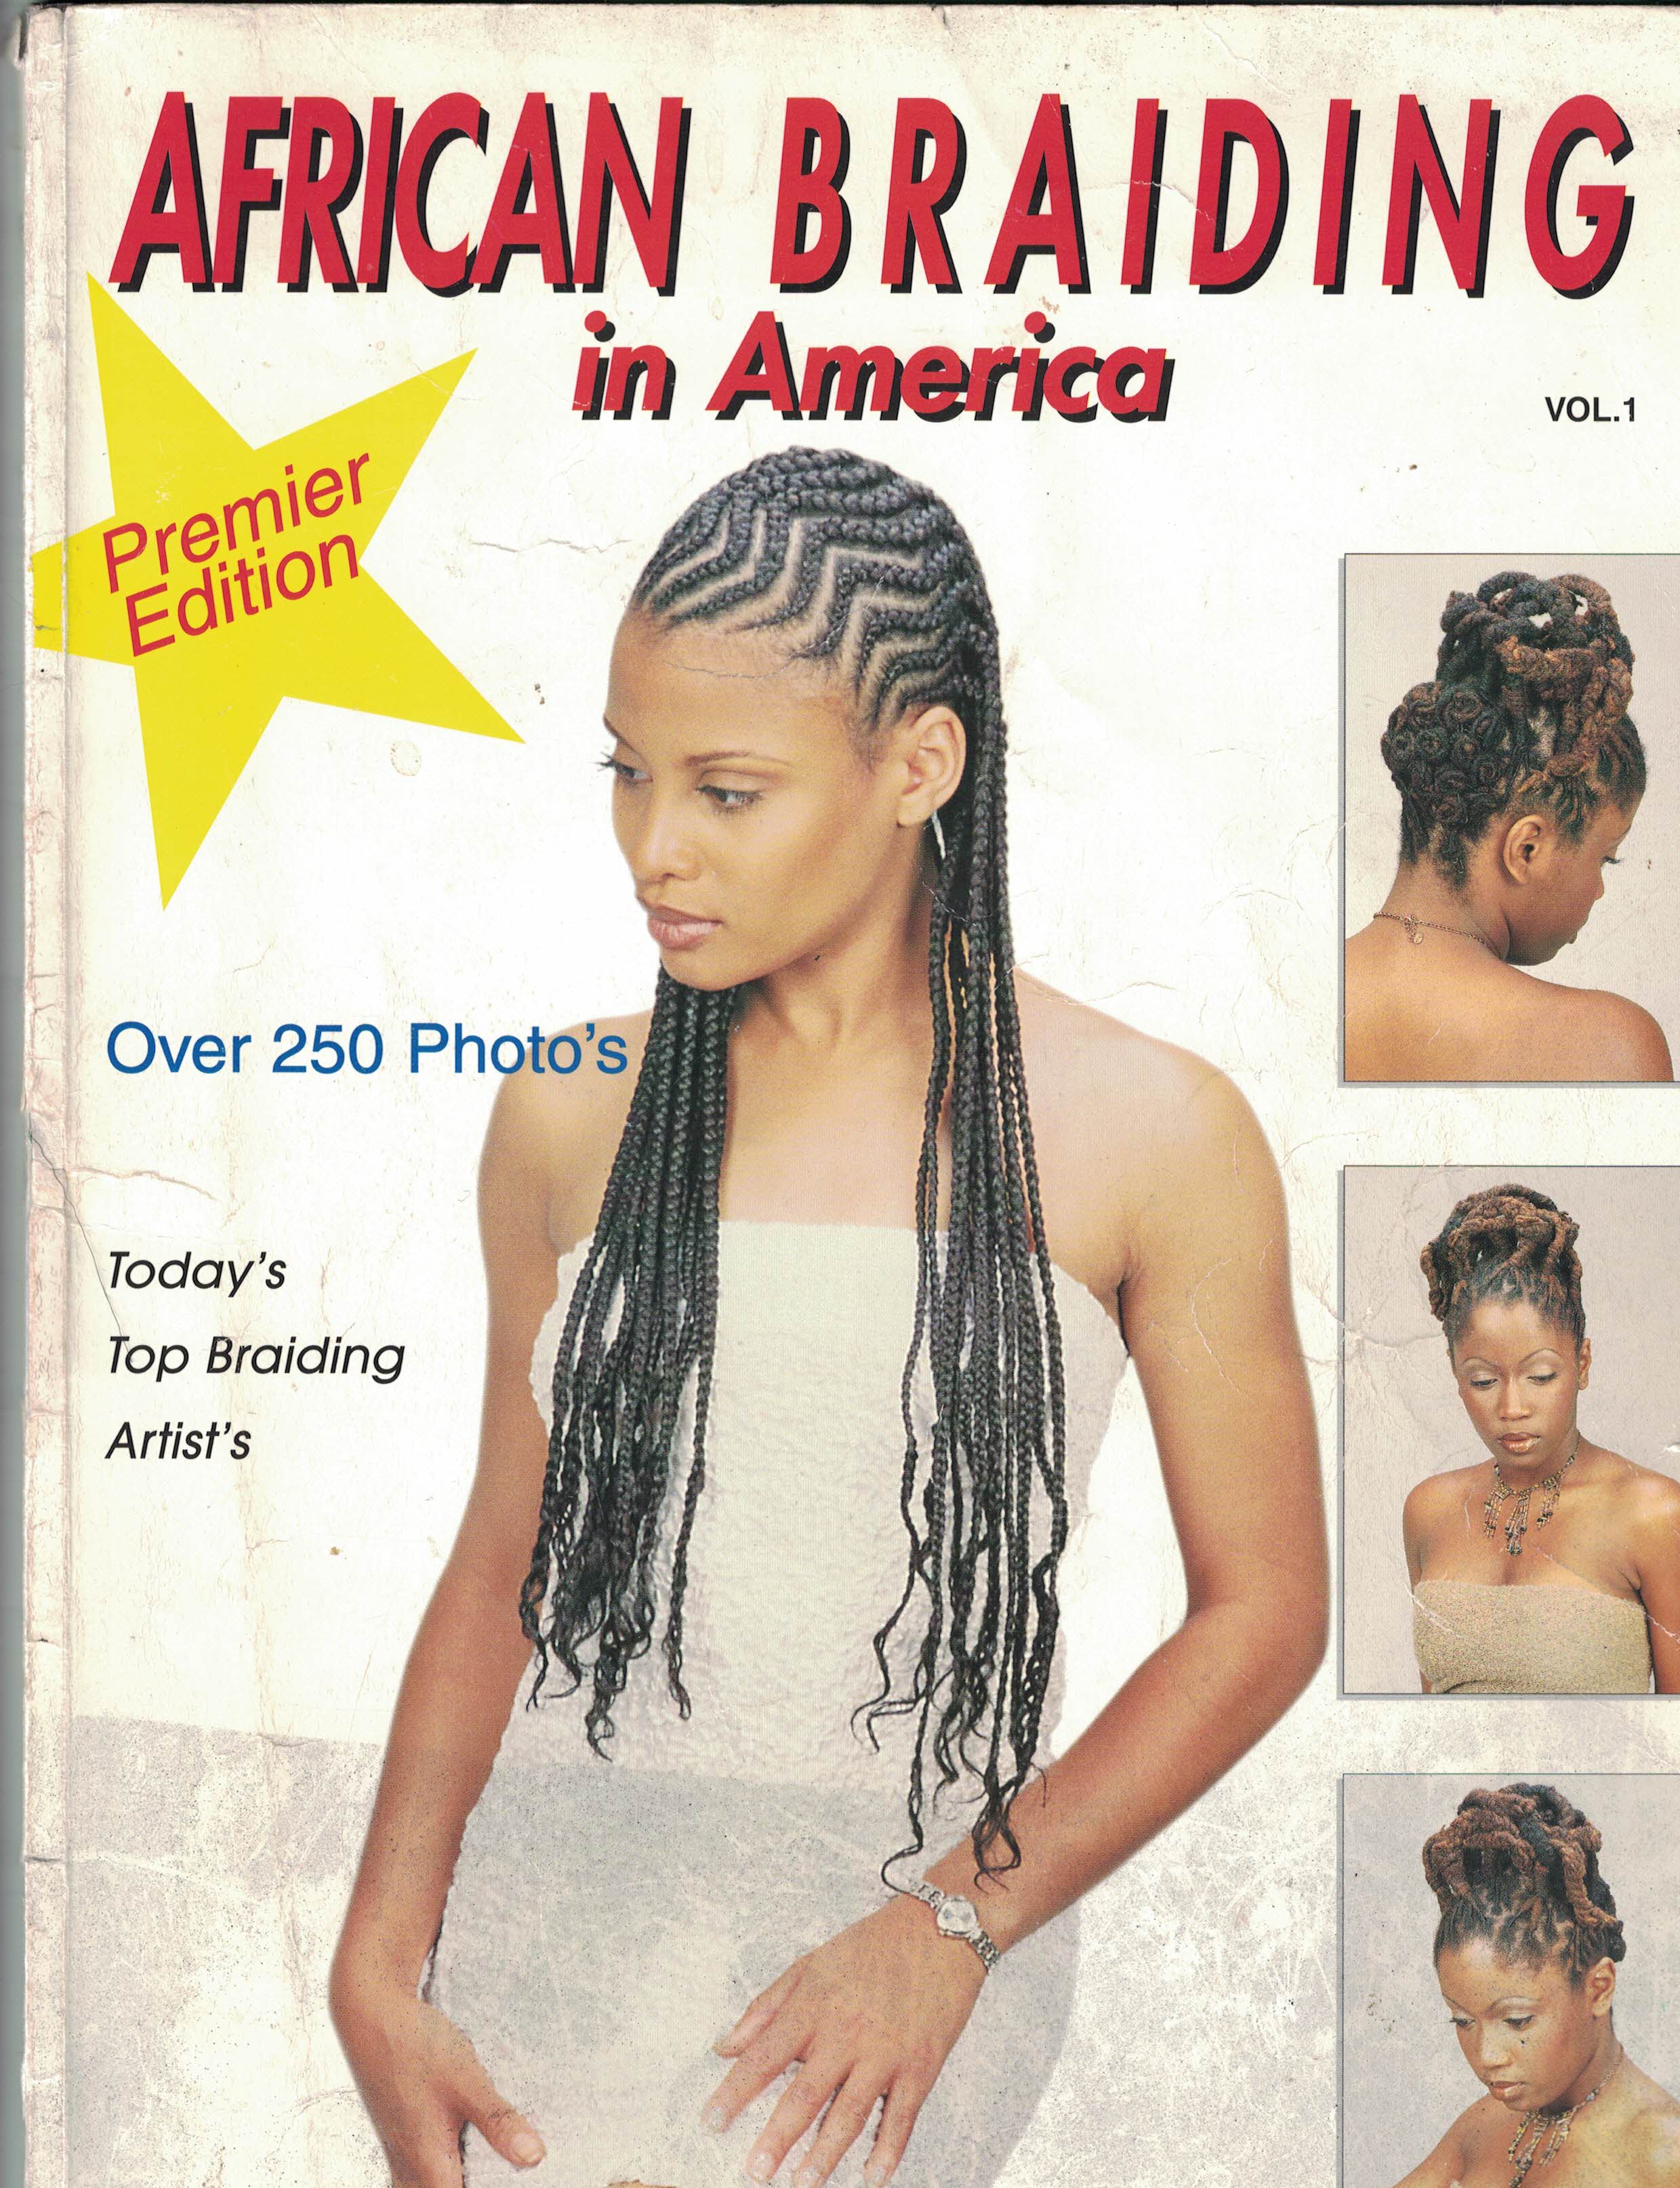 AFRICAN BRAIDING
in America
VOL.1
Premier
Edition
Over 250 Photo's
Today's
Top Braiding
Artist's